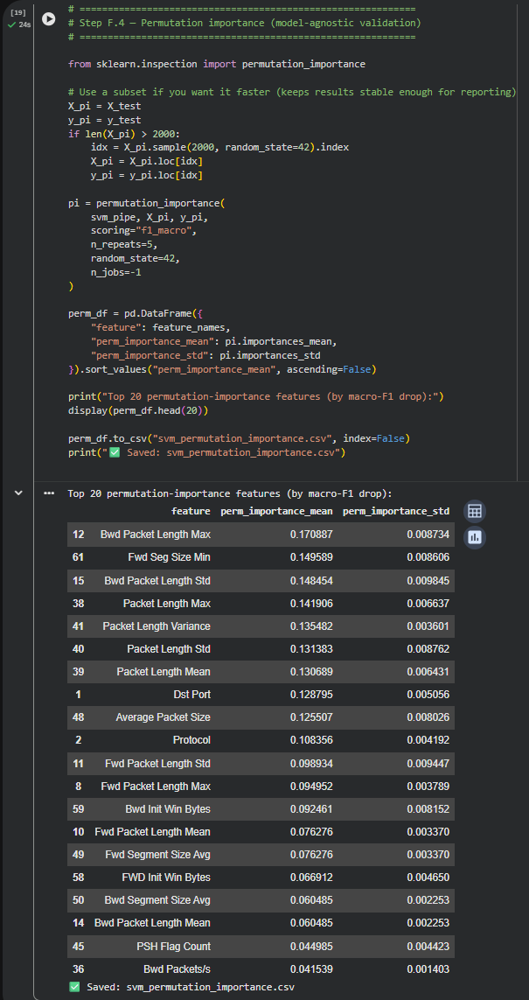 [19]
24s
# ===========================================================
# Step F.4 — Permutation importance (model-agnostic validation)
# ===========================================================
from sklearn.inspection import permutation_importance
# Use a subset if you want it faster (keeps results stable enough for reporting)
X_pi = X_test
y_pi = y_test
if len(X_pi) > 2000:
    idx = X_pi.sample(2000, random_state=42).index
    X_pi = X_pi.loc[idx]
    y_pi = y_pi.loc[idx]
pi = permutation_importance(
    svm_pipe, X_pi, y_pi,
    scoring="f1_macro",
    n_repeats=5,
    random_state=42,
    n_jobs=-1
)
perm_df = pd.DataFrame({
    "feature": feature_names,
    "perm_importance_mean": pi.importances_mean,
    "perm_importance_std": pi.importances_std
}).sort_values("perm_importance_mean", ascending=False)
print("Top 20 permutation-importance features (by macro-F1 drop):")
display(perm_df.head(20))
perm_df.to_csv("svm_permutation_importance.csv", index=False)
print("✅ Saved: svm_permutation_importance.csv")
Top 20 permutation-importance features (by macro-F1 drop):
feature perm_importance_mean perm_importance_std
12 Bwd Packet Length Max 0.170887 0.008734
61 Fwd Seg Size Min 0.149589 0.008606
15 Bwd Packet Length Std 0.148454 0.009845
38 Packet Length Max 0.141906 0.006637
41 Packet Length Variance 0.135482 0.003601
40 Packet Length Std 0.131383 0.008762
39 Packet Length Mean 0.130689 0.006431
1 Dst Port 0.128795 0.005056
48 Average Packet Size 0.125507 0.008026
2 Protocol 0.108356 0.004192
11 Fwd Packet Length Std 0.098934 0.009447
8 Fwd Packet Length Max 0.094952 0.003789
59 Bwd Init Win Bytes 0.092461 0.008152
10 Fwd Packet Length Mean 0.076276 0.003370
49 Fwd Segment Size Avg 0.076276 0.003370
58 FWD Init Win Bytes 0.066912 0.004650
50 Bwd Segment Size Avg 0.060485 0.002253
14 Bwd Packet Length Mean 0.060485 0.002253
45 PSH Flag Count 0.044985 0.004423
36 Bwd Packets/s 0.041539 0.001403
✅ Saved: svm_permutation_importance.csv